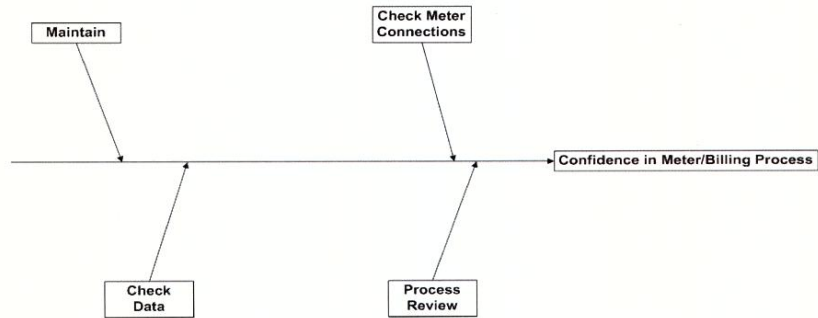 Maintain
Check Meter
Connections
Confidence in Meter/Billing Process
Check
Data
Process
Review